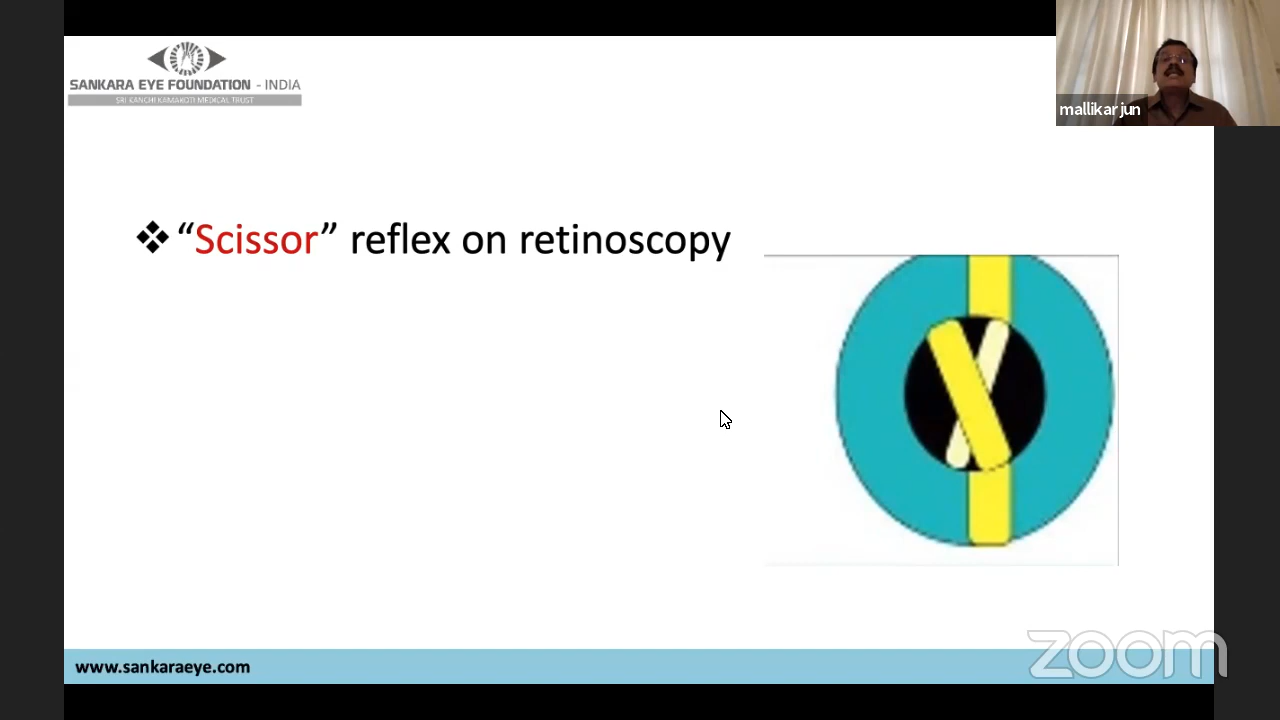 SANKARA EYE FOUNDATION - INDIA
SRI KANCHI KAMAKOTI MEDICAL TRUST
mallikarjun
❖ “Scissor” reflex on retinoscopy
www.sankaraeye.com
zoom